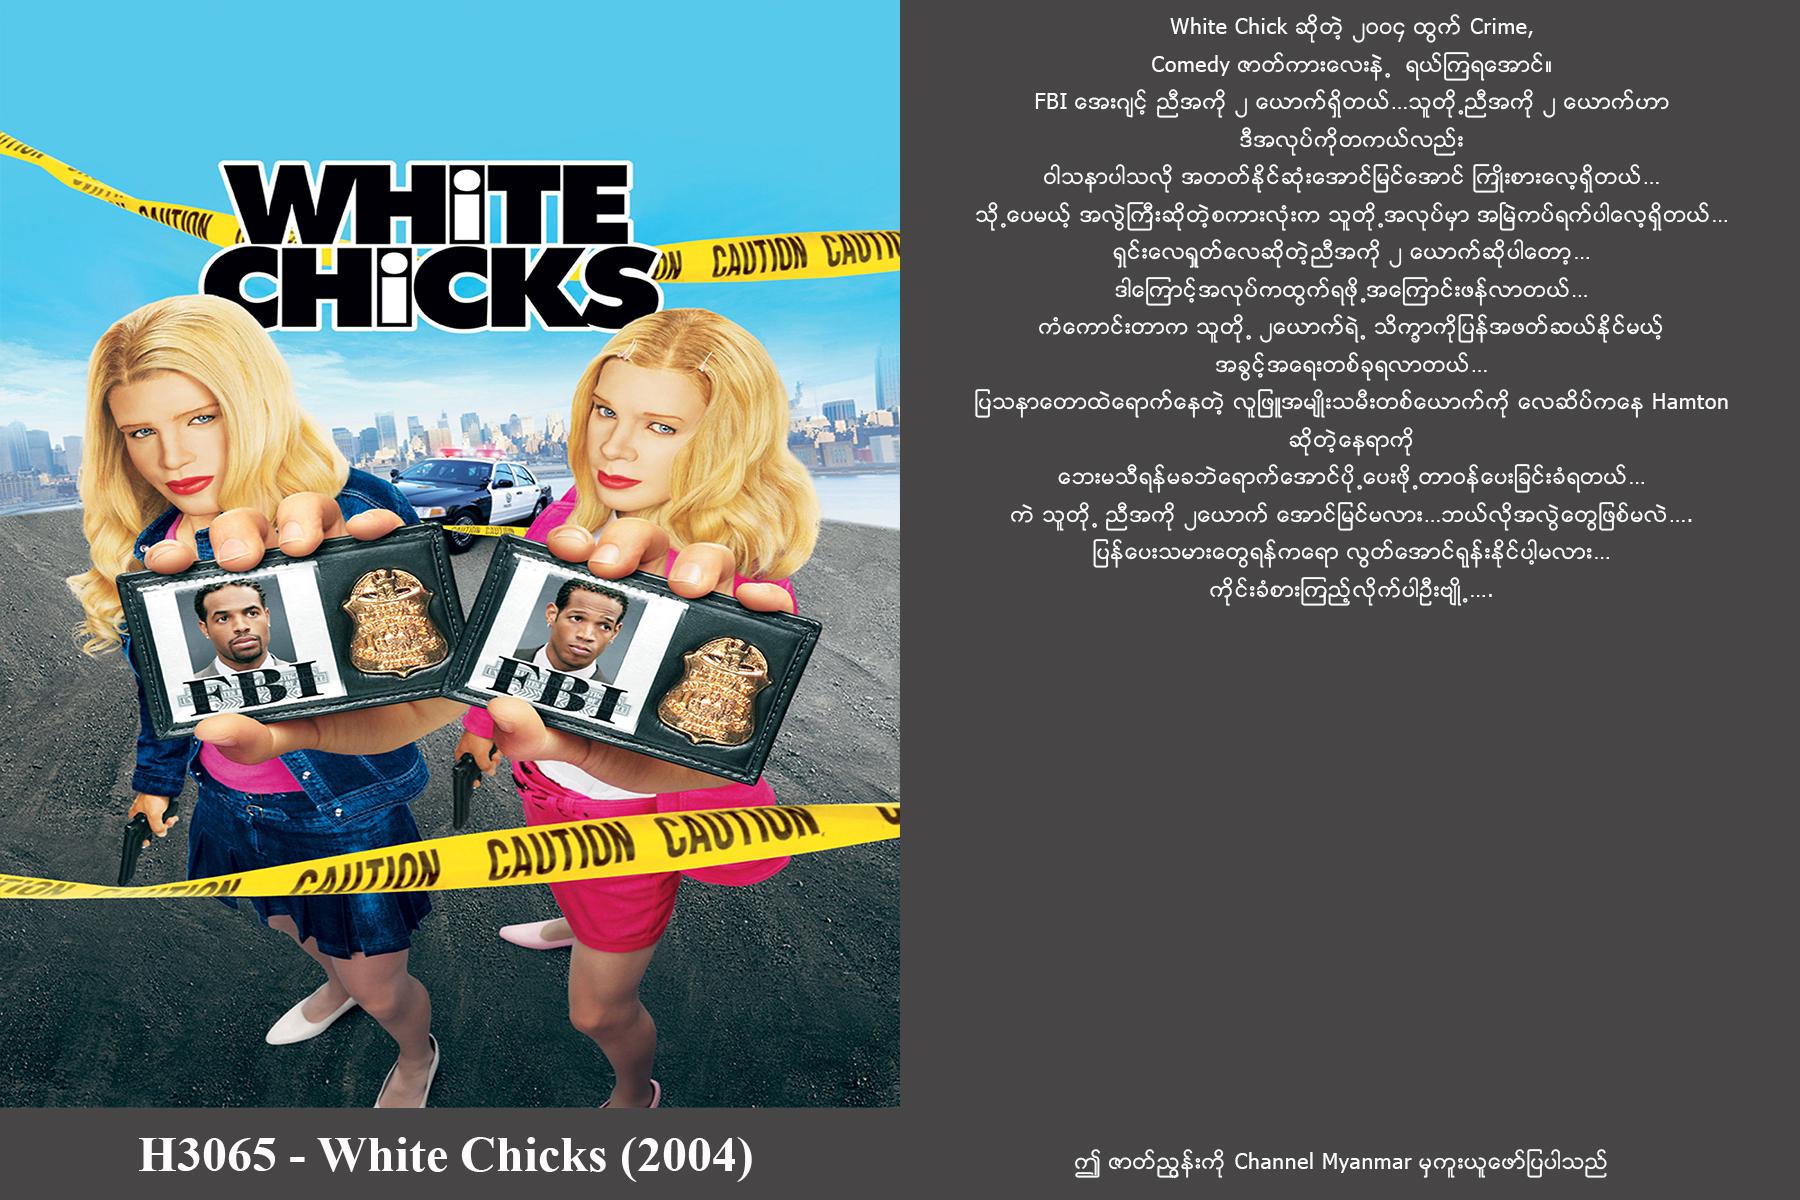 CAUTION
CAUTION
WHiTE
CHiCKS
CAUTION CAUTI
CAUTION
FBI
FBI
CAUTION CAUTION CAUTION CAUTION
H3065 - White Chicks (2004)
White Chick ဆိုတဲ့ ၂၀၀၄ ထွက် Crime,
Comedy ဇာတ်ကားလေးနဲ့ ရယ်ကြရအောင်။
FBI အေးဂျင့် ညီအကို ၂ ယောက်ရှိတယ်...သူတို့ညီအကို ၂ ယောက်ဟာ
ဒီအလုပ်ကိုတကယ်လည်း
ဝါသနာပါသလို အတတ်နိုင်ဆုံးအောင်မြင်အောင် ကြိုးစားလေ့ရှိတယ်...
သို့ပေမယ့် အလွဲကြီးဆိုတဲ့စကားလုံးက သူတို့အလုပ်မှာ အမြဲကပ်ရက်ပါလေ့ရှိတယ်...
ရှင်းလေရှုတ်လေဆိုတဲ့ညီအကို ၂ ယောက်ဆိုပါတော့...
ဒါကြောင့်အလုပ်ကထွက်ရဖို့အကြောင်းဖန်လာတယ်...
ကံကောင်းတာက သူတို့ ၂ယောက်ရဲ့ သိက္ခာကိုပြန်အဖတ်ဆယ်နိုင်မယ့်
အခွင့်အရေးတစ်ခုရလာတယ်...
ပြသနာတောထဲရောက်နေတဲ့ လူဖြူအမျိုးသမီးတစ်ယောက်ကို လေဆိပ်ကနေ Hamton
ဆိုတဲ့နေရာကို
ဘေးမသီရန်မခဘဲရောက်အောင်ပို့ပေးဖို့တာဝန်ပေးခြင်းခံရတယ်...
ကဲ သူတို့ ညီအကို ၂ယောက် အောင်မြင်မလား...ဘယ်လိုအလွဲတွေဖြစ်မလဲ....
ပြန်ပေးသမားတွေရန်ကရော လွတ်အောင်ရုန်းနိုင်ပါ့မလား...
ကိုင်းခံစားကြည့်လိုက်ပါဦးဗျို့....
ဤ ဇာတ်ညွှန်းကို Channel Myanmar မှကူးယူဖော်ပြပါသည်